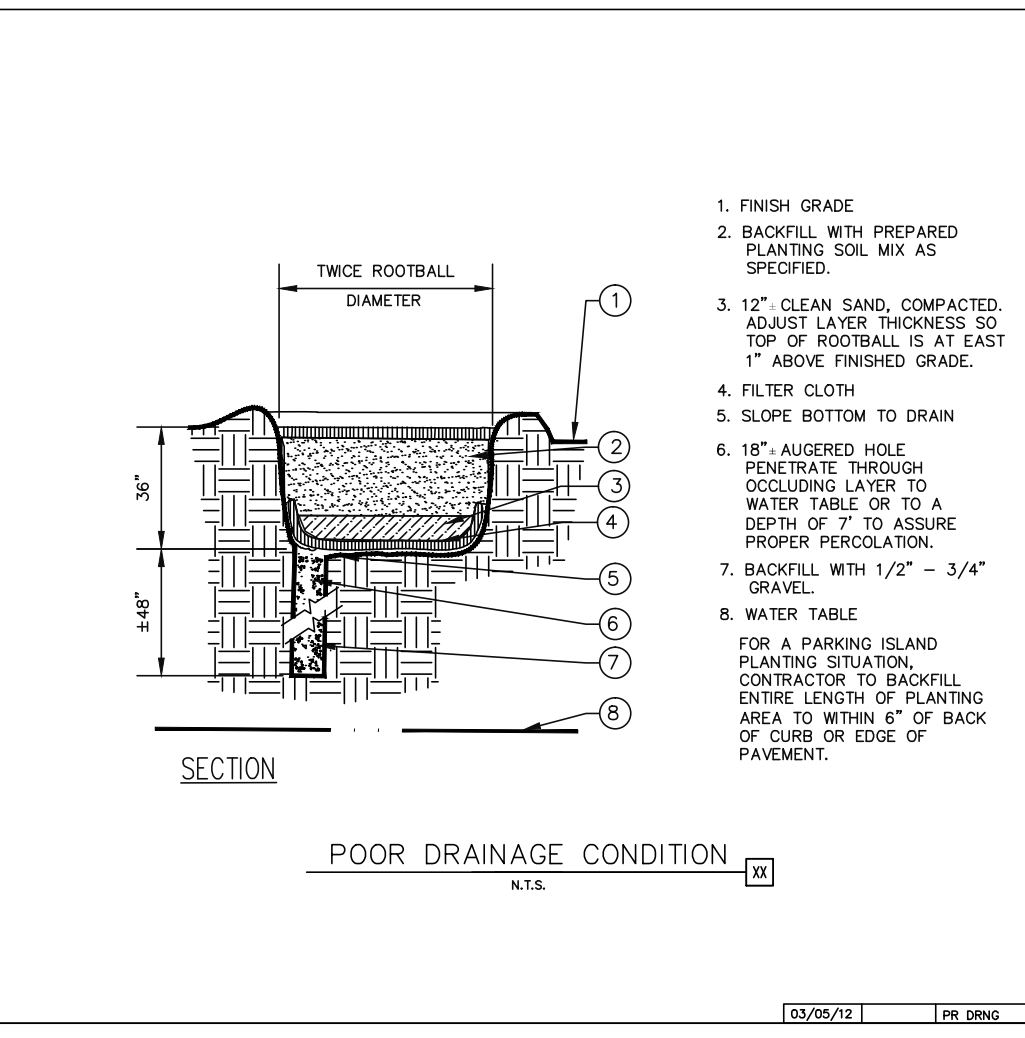 TWICE ROOTBALL
DIAMETER
1
2
3
4
5
6
7
8
36"
±48"
SECTION
1. FINISH GRADE
2. BACKFILL WITH PREPARED
PLANTING SOIL MIX AS
SPECIFIED.
3. 12"± CLEAN SAND, COMPACTED.
ADJUST LAYER THICKNESS SO
TOP OF ROOTBALL IS AT EAST
1" ABOVE FINISHED GRADE.
4. FILTER CLOTH
5. SLOPE BOTTOM TO DRAIN
6. 18"± AUGERED HOLE
PENETRATE THROUGH
OCCLUDING LAYER TO
WATER TABLE OR TO A
DEPTH OF 7' TO ASSURE
PROPER PERCOLATION.
7. BACKFILL WITH 1/2" – 3/4"
GRAVEL.
8. WATER TABLE
FOR A PARKING ISLAND
PLANTING SITUATION,
CONTRACTOR TO BACKFILL
ENTIRE LENGTH OF PLANTING
AREA TO WITHIN 6" OF BACK
OF CURB OR EDGE OF
PAVEMENT.
POOR DRAINAGE CONDITION
XX
N.T.S.
03/05/12 PR DRNG